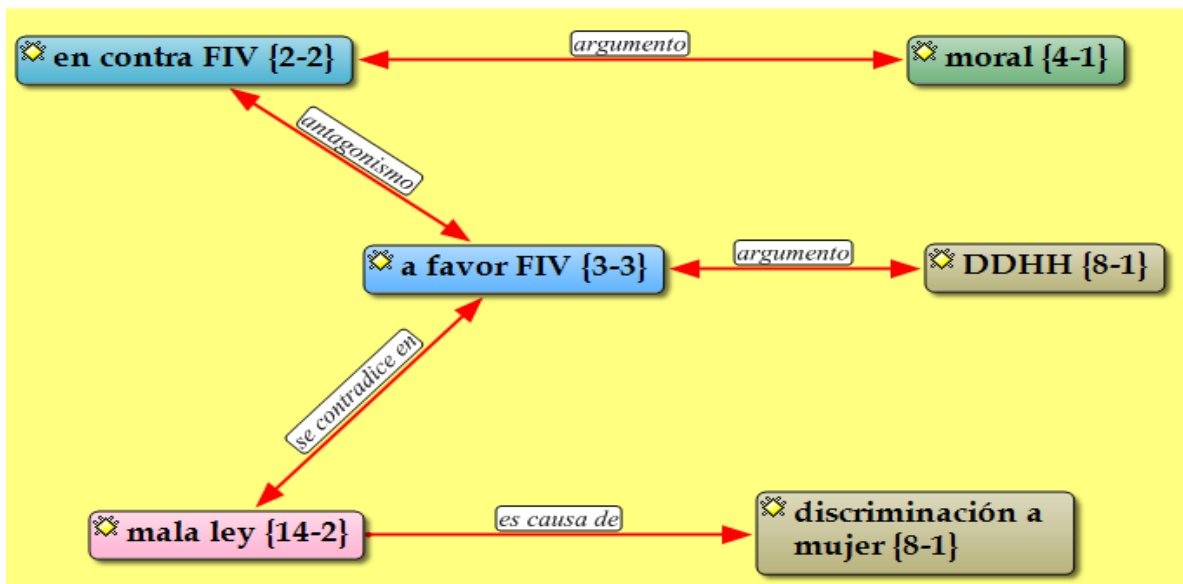 en contra FIV {2-2}
argumento
moral {4-1}
antagonismo
a favor FIV {3-3}
argumento
DDHH {8-1}
se contradice en
mala ley {14-2}
es causa de
discriminación a
mujer {8-1}